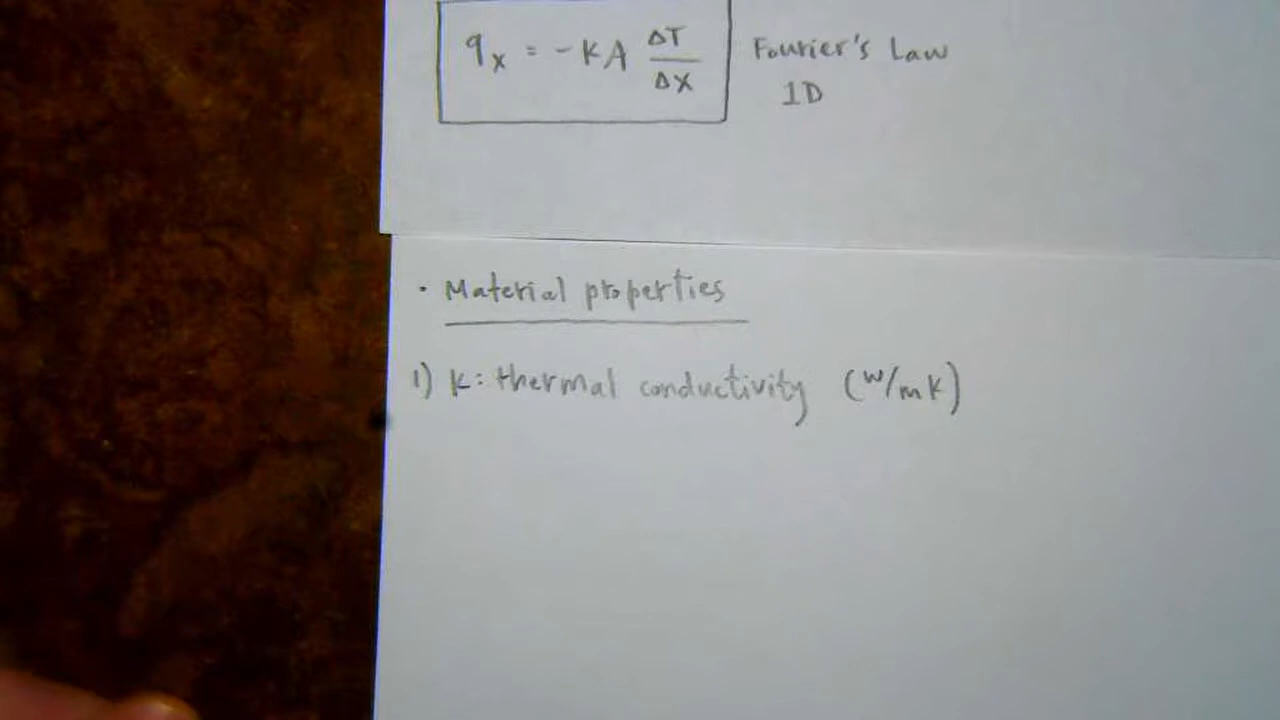 qx = -KA ΔT/ΔX Fourier's Law
1D
• Material properties
1) K: thermal conductivity (W/mK)